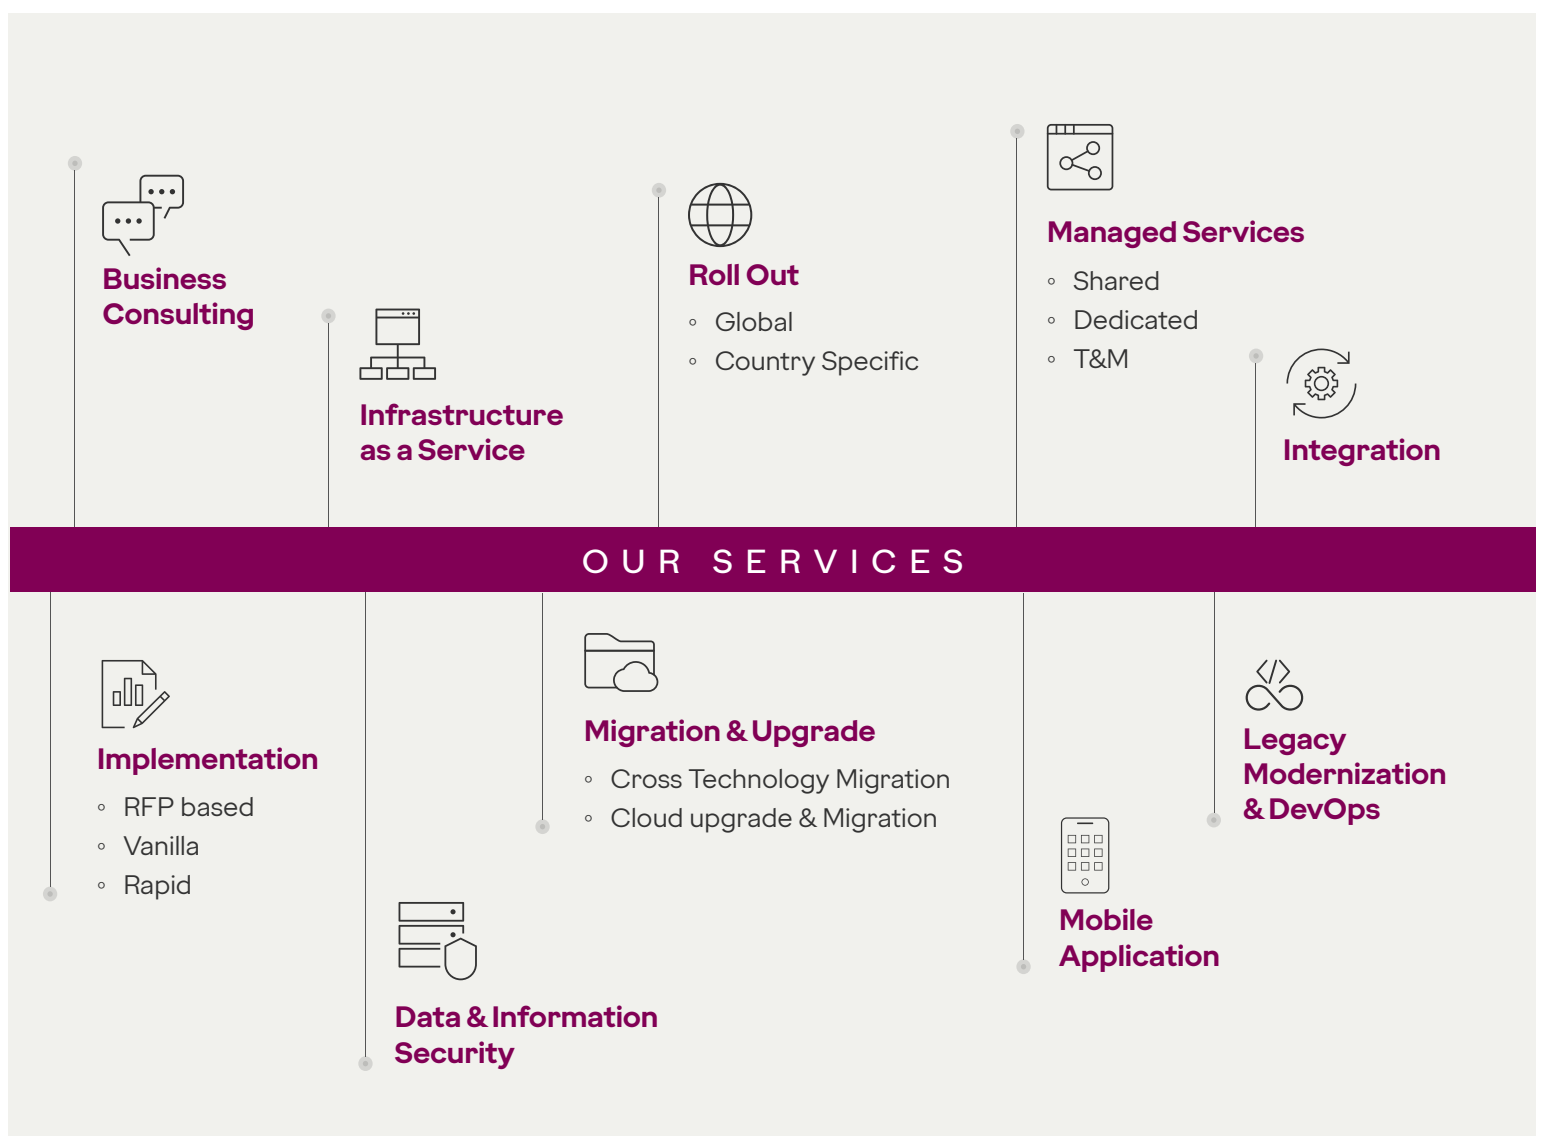 Business
Consulting
Infrastructure
as a Service
Roll Out
Global
Country Specific
Managed Services
Shared
Dedicated
T&M
Integration
OUR SERVICES
Implementation
RFP based
Vanilla
Rapid
Data & Information
Security
Migration & Upgrade
Cross Technology Migration
Cloud upgrade & Migration
Mobile
Application
Legacy
Modernization
& DevOps